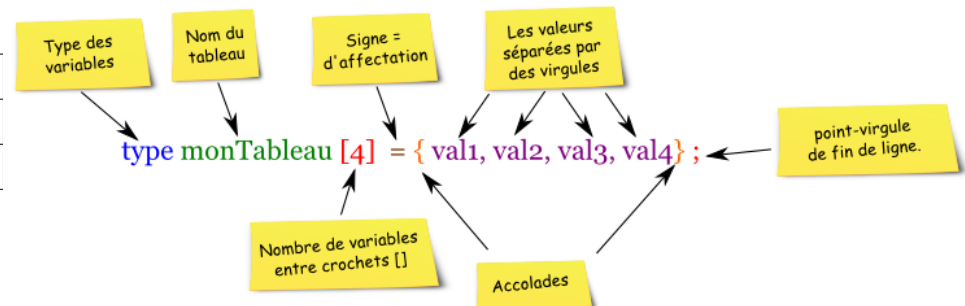 Type des
variables
Nom du
tableau
Signe =
d'affectation
Les valeurs
séparées par
des virgules
type monTableau [4] = { val1, val2, val3, val4} ;
point-virgule
de fin de ligne.
Nombre de variables
entre crochets []
Accolades